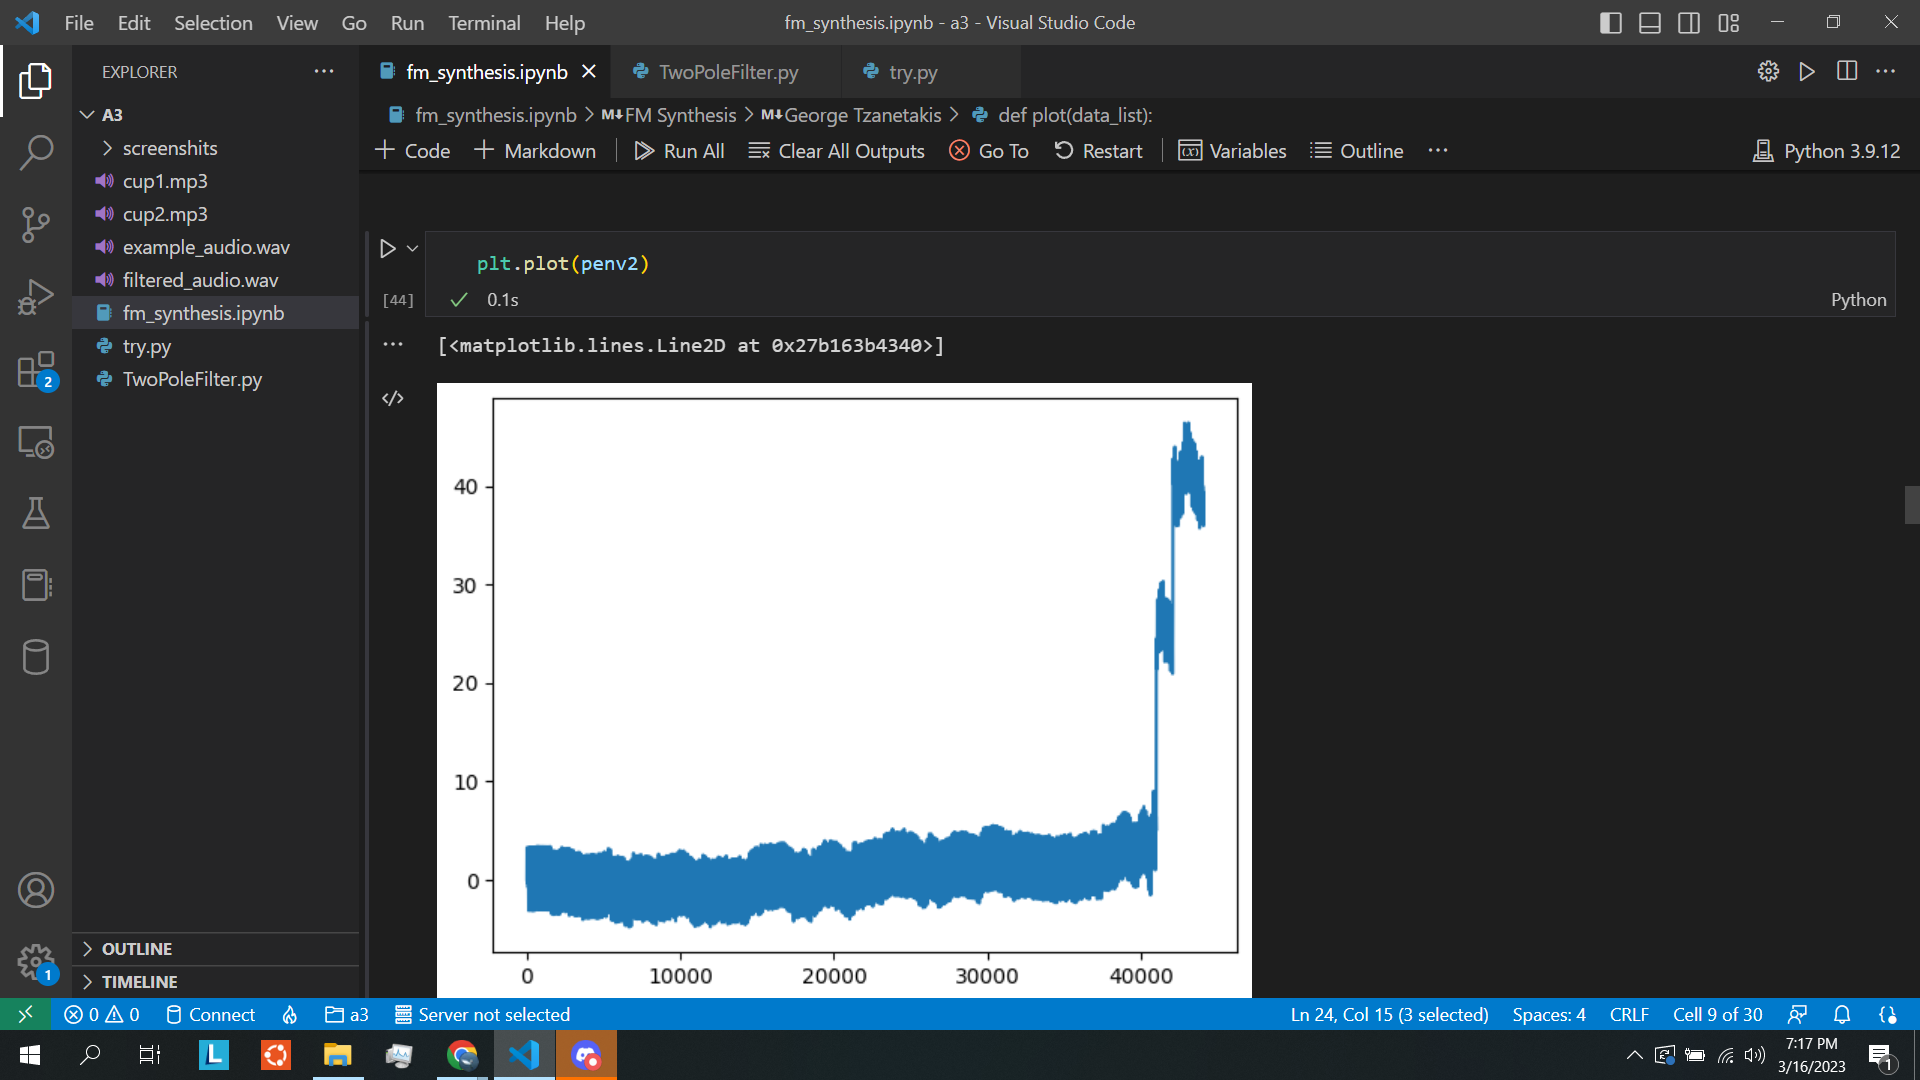 File Edit Selection View Go Run Terminal Help
fm_synthesis.ipynb - a3 - Visual Studio Code
EXPLORER
A3
screenshits
cup1.mp3
cup2.mp3
example_audio.wav
filtered_audio.wav
fm_synthesis.ipynb
try.py
TwoPoleFilter.py
OUTLINE
TIMELINE
2
1
fm_synthesis.ipynb
TwoPoleFilter.py
try.py
fm_synthesis.ipynb > M↓FM Synthesis > M↓George Tzanetakis > def plot(data_list):
+ Code + Markdown Run All Clear All Outputs Go To Restart Variables Outline ...
Python 3.9.12
plt.plot(penv2)
[44] ✓ 0.1s
Python
[<matplotlib.lines.Line2D at 0x27b163b4340>]
40
30
20
10
0
0 10000 20000 30000 40000
0 0 Connect a3 Server not selected
Ln 24, Col 15 (3 selected) Spaces: 4 CRLF Cell 9 of 30
L
7:17 PM
3/16/2023
1